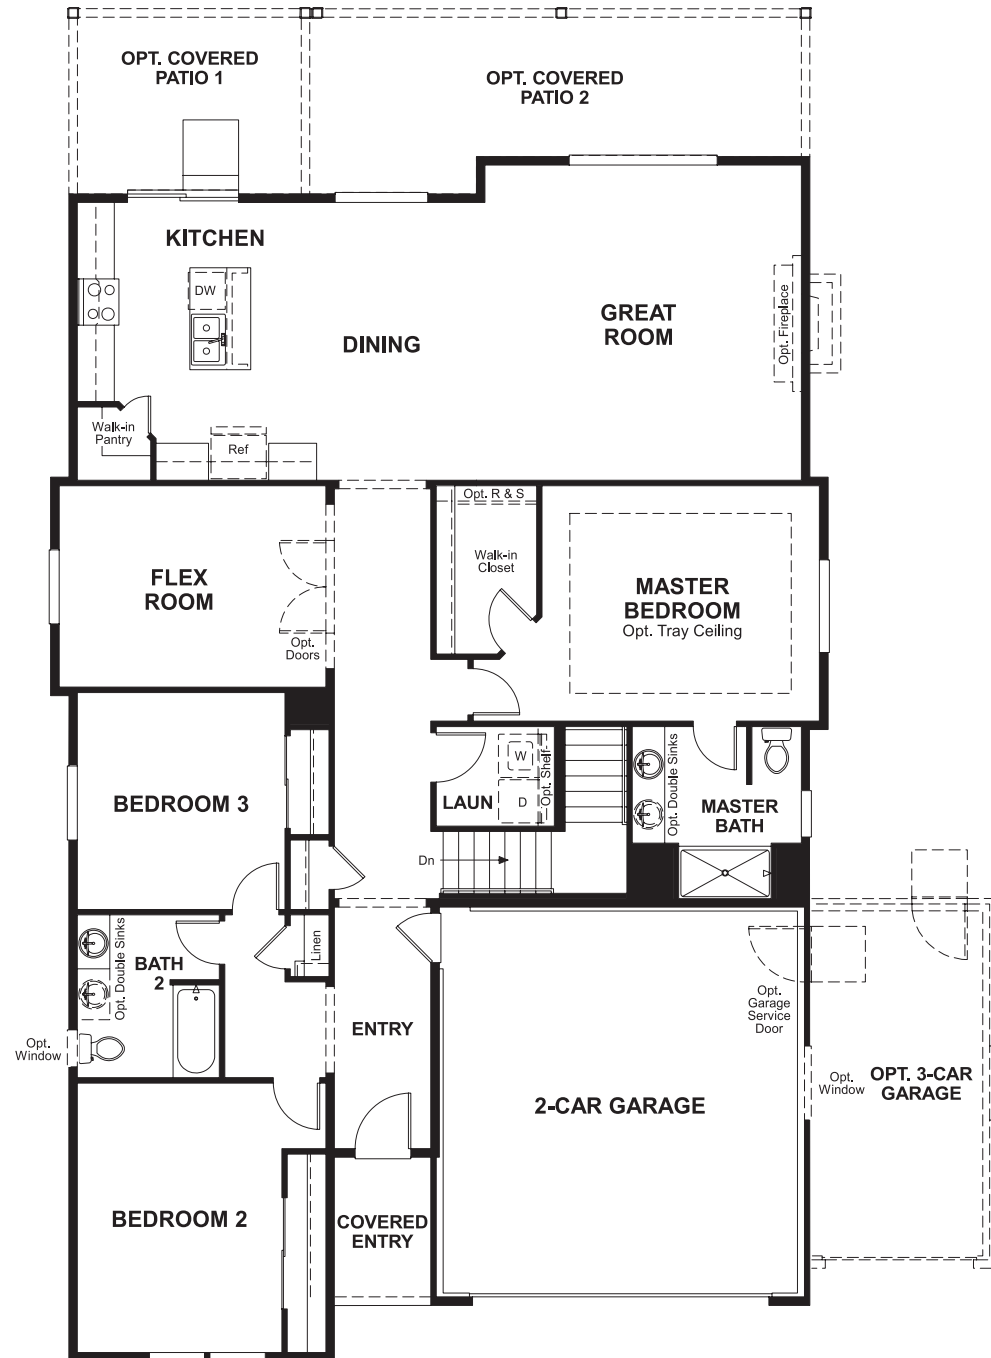 OPT. COVERED
PATIO 1
OPT. COVERED
PATIO 2
KITCHEN
DW
DINING
GREAT
ROOM
Opt. Fireplace
Walk-in
Pantry
Ref
Opt. R & S
Walk-in
Closet
FLEX
ROOM
Opt.
Doors
MASTER
BEDROOM
Opt. Tray Ceiling
BEDROOM 3
W
D
LAUN
Opt. Shelf
Opt. Double Sinks
MASTER
BATH
Dn
Opt. Double Sinks
BATH
2
Linen
ENTRY
Opt.
Window
Opt.
Garage
Service
Door
Opt.
Window
OPT. 3-CAR
GARAGE
2-CAR GARAGE
BEDROOM 2
COVERED
ENTRY